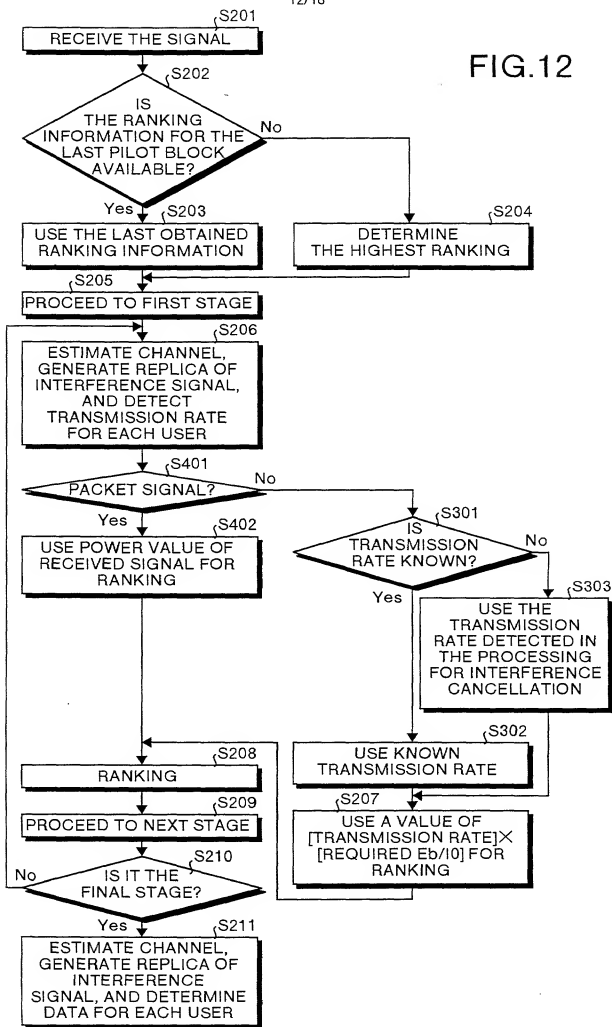 12/18
FIG.12
S201
RECEIVE THE SIGNAL
S202
IS
THE RANKING
INFORMATION FOR THE
LAST PILOT BLOCK
AVAILABLE?
No
Yes
S203
USE THE LAST OBTAINED
RANKING INFORMATION
S204
DETERMINE
THE HIGHEST RANKING
S205
PROCEED TO FIRST STAGE
S206
ESTIMATE CHANNEL,
GENERATE REPLICA OF
INTERFERENCE SIGNAL,
AND DETECT
TRANSMISSION RATE
FOR EACH USER
S401
PACKET SIGNAL?
No
Yes
S402
USE POWER VALUE OF
RECEIVED SIGNAL FOR
RANKING
S301
IS
TRANSMISSION
RATE KNOWN?
No
Yes
S303
USE THE
TRANSMISSION
RATE DETECTED IN
THE PROCESSING
FOR INTERFERENCE
CANCELLATION
S302
USE KNOWN
TRANSMISSION RATE
S207
USE A VALUE OF
[TRANSMISSION RATE]×
[REQUIRED Eb/I0] FOR
RANKING
S208
RANKING
S209
PROCEED TO NEXT STAGE
S210
IS IT THE
FINAL STAGE?
No
Yes
S211
ESTIMATE CHANNEL,
GENERATE REPLICA OF
INTERFERENCE
SIGNAL, AND DETERMINE
DATA FOR EACH USER